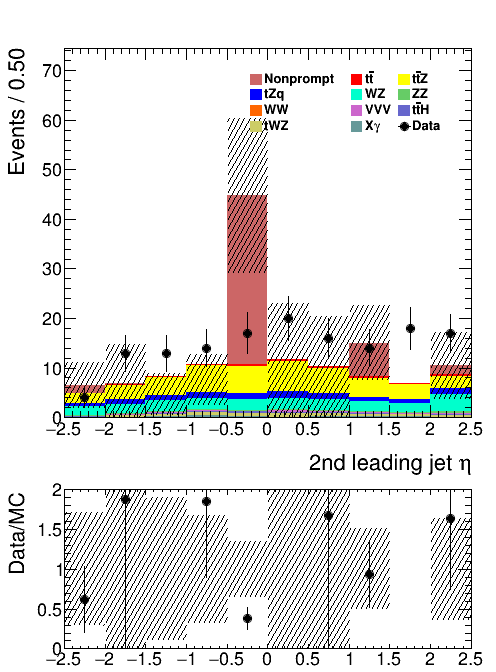 Events / 0.50
70
60
50
40
30
20
10
0
Nonprompt tt̄ tt̄Z
tZq WZ ZZ
WW VVV tt̄H
tWZ Xγ Data
−2.5 −2 −1.5 −1 −0.5 0 0.5 1 1.5 2 2.5
2nd leading jet η
Data/MC
2
1.5
1
0.5
0
−2.5 −2 −1.5 −1 −0.5 0 0.5 1 1.5 2 2.5